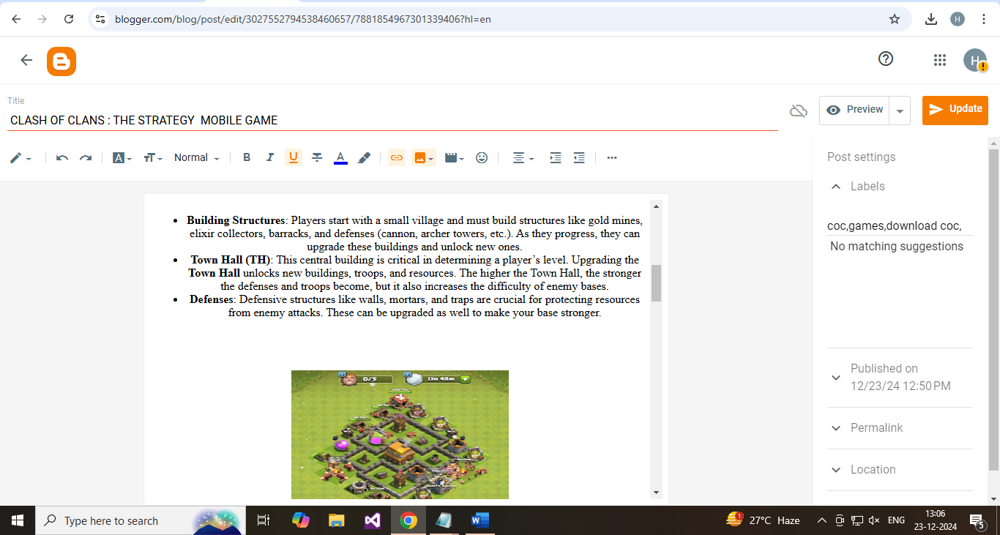 blogger.com/blog/post/edit/3027552794538460657/7881854967301339406?hl=en
H
H
Title
CLASH OF CLANS : THE STRATEGY  MOBILE GAME
Preview
Update
Normal
B
I
U
A
Post settings
Labels
coc,games,download coc,
No matching suggestions
Published on
12/23/24 12:50 PM
Permalink
Location
• Building Structures: Players start with a small village and must build structures like gold mines,
elixir collectors, barracks, and defenses (cannon, archer towers, etc.). As they progress, they can
upgrade these buildings and unlock new ones.
• Town Hall (TH): This central building is critical in determining a player’s level. Upgrading the
Town Hall unlocks new buildings, troops, and resources. The higher the Town Hall, the stronger
the defenses and troops become, but it also increases the difficulty of enemy bases.
• Defenses: Defensive structures like walls, mortars, and traps are crucial for protecting resources
from enemy attacks. These can be upgraded as well to make your base stronger.
0/5
13H 48M
Type here to search
1
27°C Haze
ENG
13:06
23-12-2024
5